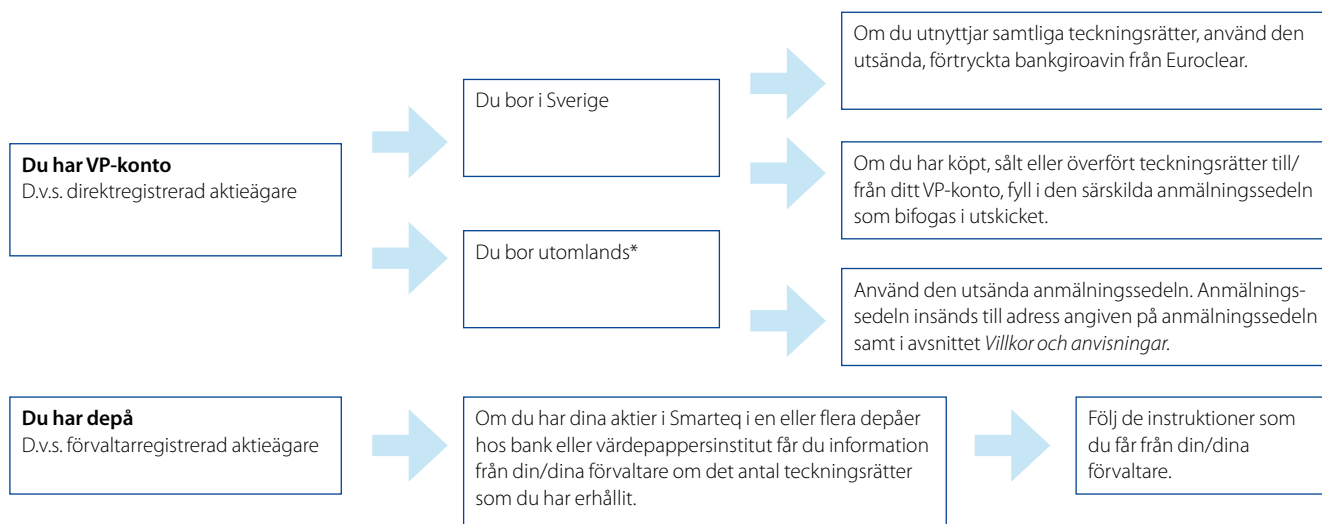 Du har VP-konto
D.v.s. direktregistrerad aktieägare
Du bor i Sverige
Om du utnyttjar samtliga teckningsrätter, använd den
utsända, förtryckta bankgiroavin från Euroclear.
Om du har köpt, sålt eller överfört teckningsrätter till/
från ditt VP-konto, fyll i den särskilda anmälningssedeln
som bifogas i utskicket.
Du bor utomlands*
Använd den utsända anmälningssedeln. Anmälnings-
sedeln insänds till adress angiven på anmälningssedeln
samt i avsnittet Villkor och anvisningar.
Du har depå
D.v.s. förvaltarregistrerad aktieägare
Om du har dina aktier i Smarteq i en eller flera depåer
hos bank eller värdepappersinstitut får du information
från din/dina förvaltare om det antal teckningsrätter
som du har erhållit.
Följ de instruktioner som
du får från din/dina
förvaltare.